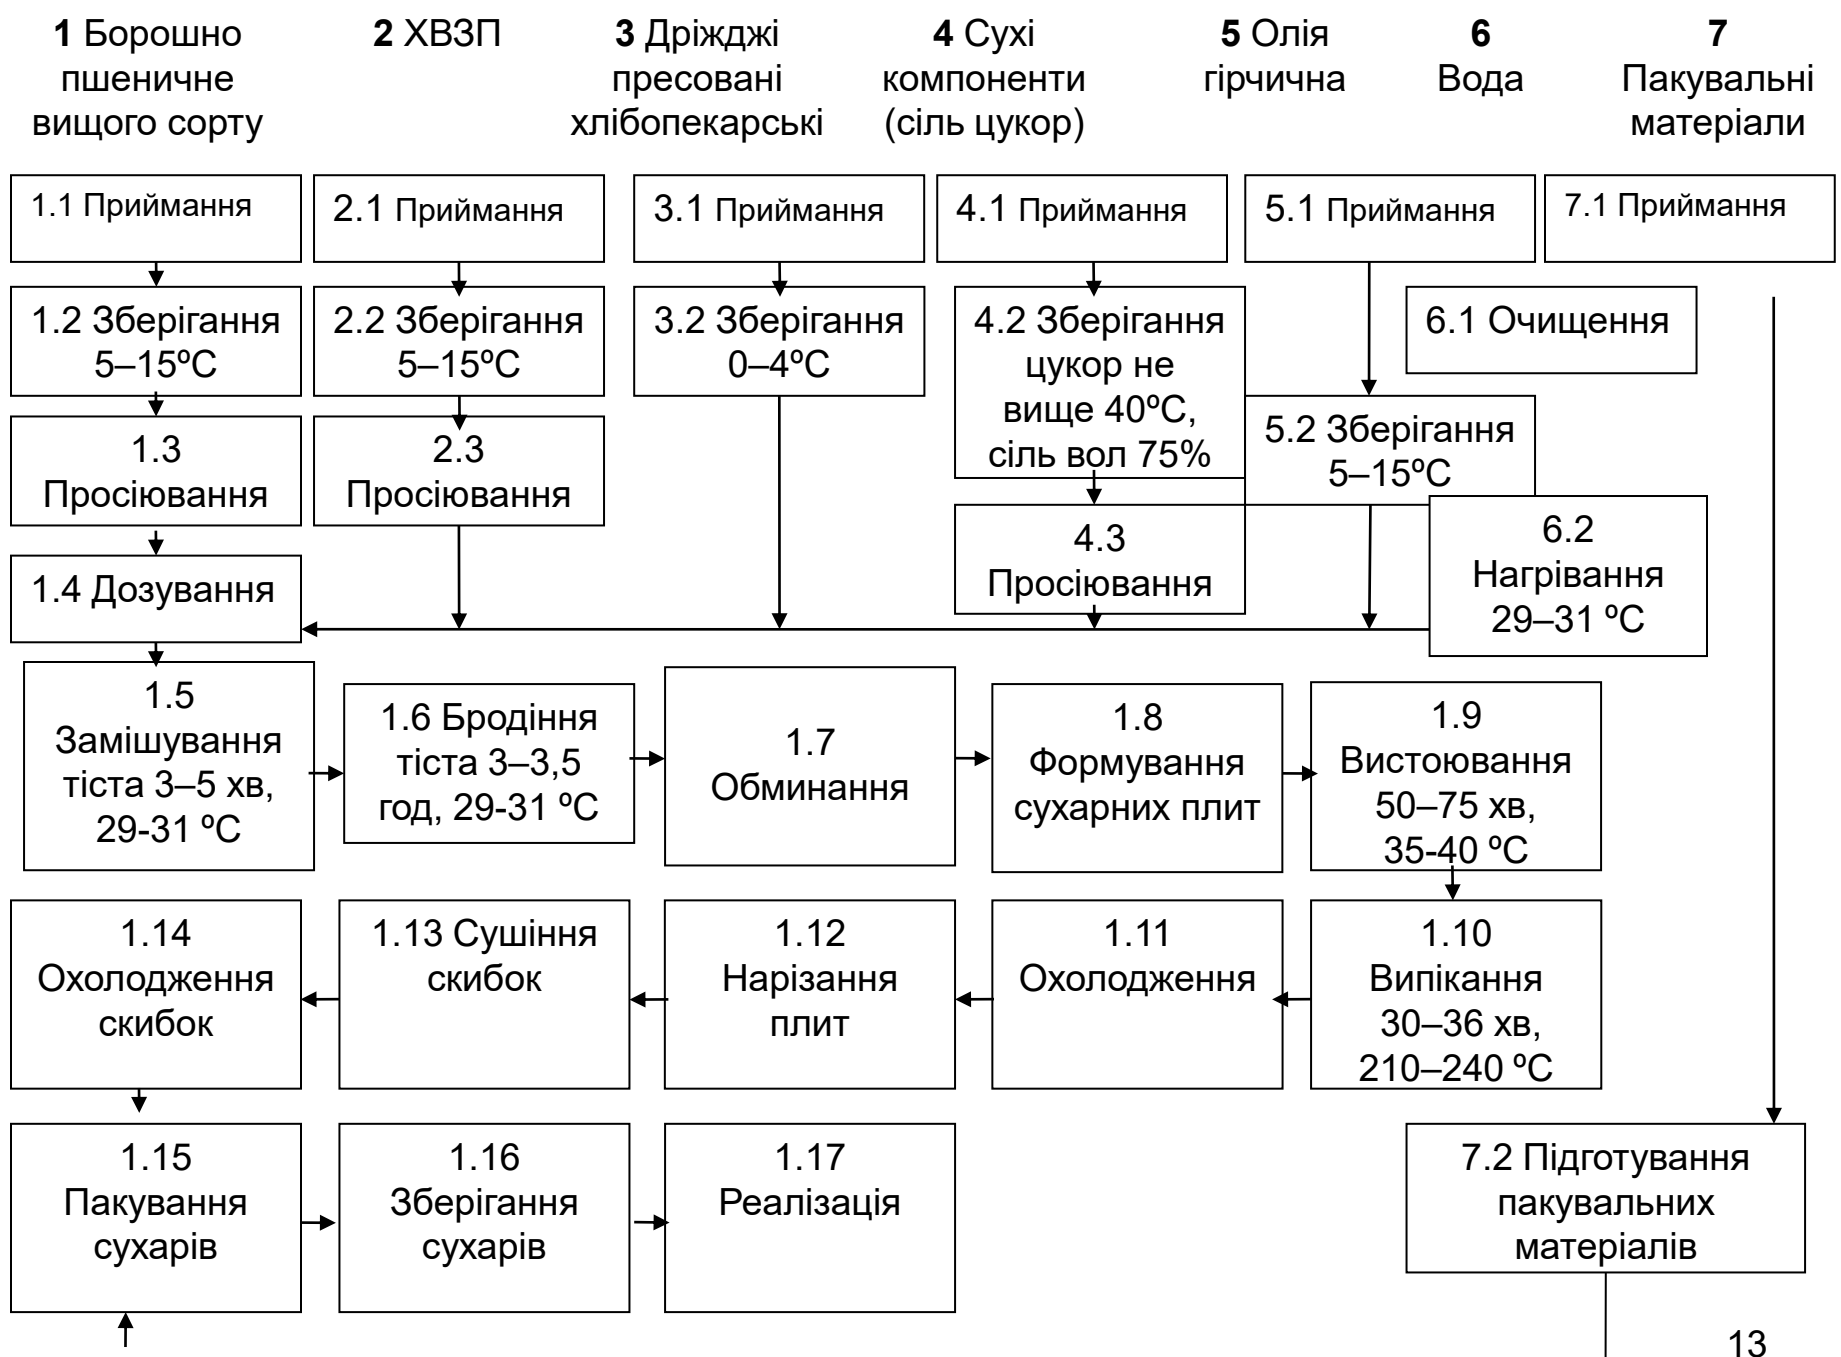 1 Борошно
пшеничне
вищого сорту
2 ХВЗП
3 Дріжджі
пресовані
хлібопекарські
4 Сухі
компоненти
(сіль цукор)
5 Олія
гірчична
6
Вода
7
Пакувальні
матеріали
1.1 Приймання
2.1 Приймання
3.1 Приймання
4.1 Приймання
5.1 Приймання
7.1 Приймання
1.2 Зберігання
5–15ºС
2.2 Зберігання
5–15ºС
3.2 Зберігання
0–4ºС
4.2 Зберігання
цукор не
вище 40ºС,
сіль вол 75%
6.1 Очищення
5.2 Зберігання
5–15ºС
1.3
Просіювання
2.3
Просіювання
4.3
Просіювання
6.2
Нагрівання
29–31 ºС
1.4 Дозування
1.5
Замішування
тіста 3–5 хв,
29-31 ºС
1.6 Бродіння
тіста 3–3,5
год, 29-31 ºС
1.7
Обминання
1.8
Формування
сухарних плит
1.9
Вистоювання
50–75 хв,
35-40 ºС
1.14
Охолодження
скибок
1.13 Сушіння
скибок
1.12
Нарізання
плит
1.11
Охолодження
1.10
Випікання
30–36 хв,
210–240 ºС
1.15
Пакування
сухарів
1.16
Зберігання
сухарів
1.17
Реалізація
7.2 Підготування
пакувальних
матеріалів
13